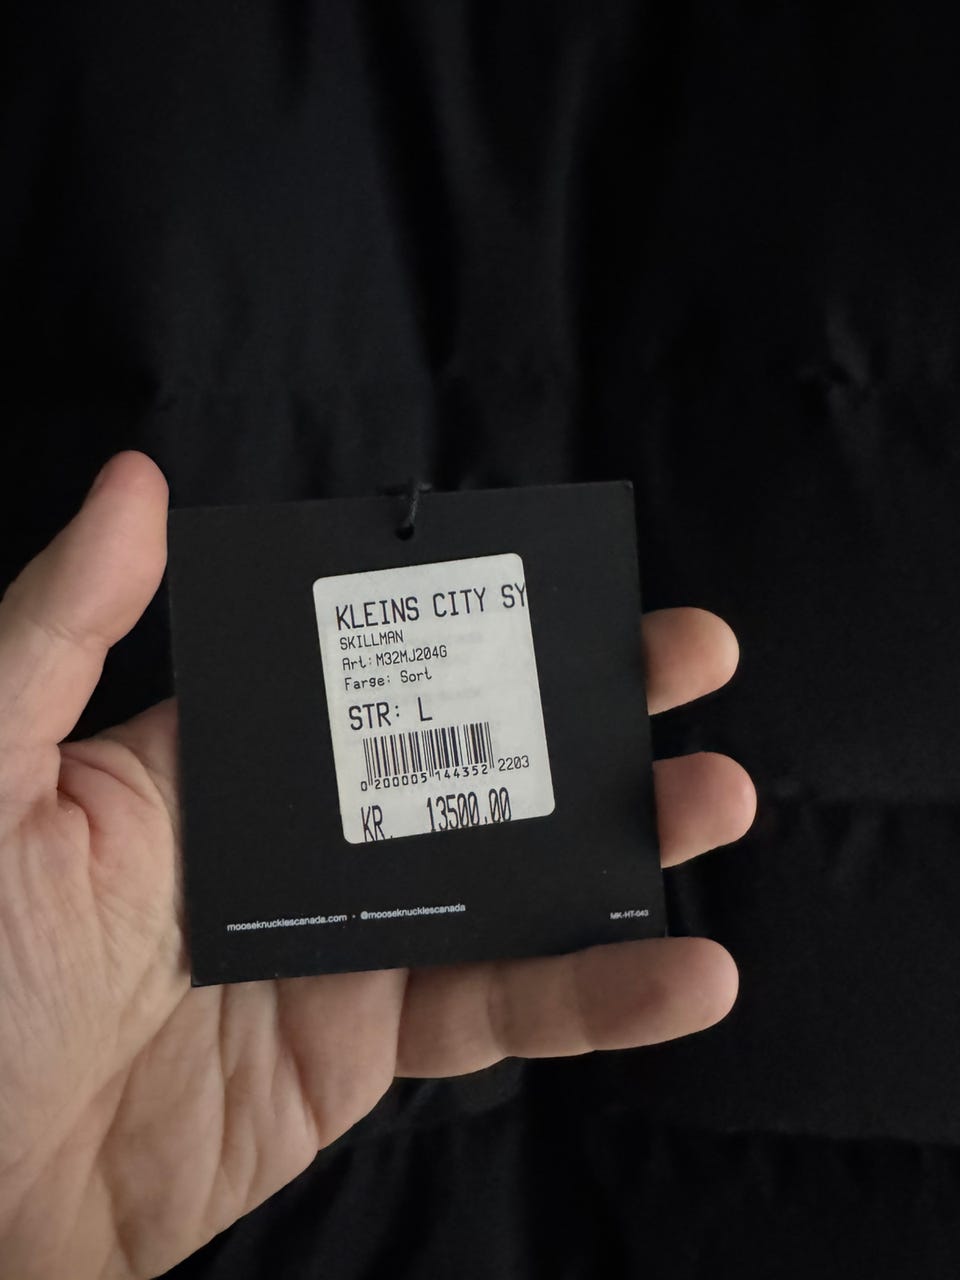 KLEINS CITY SY
SKILLMAN
Art: M32MJ204G
Farge: Sort
STR: L
0 200005 144352 2203
KR. 13500.00
mooseknucklescanada.com • @mooseknucklescanada
MK-HT-043